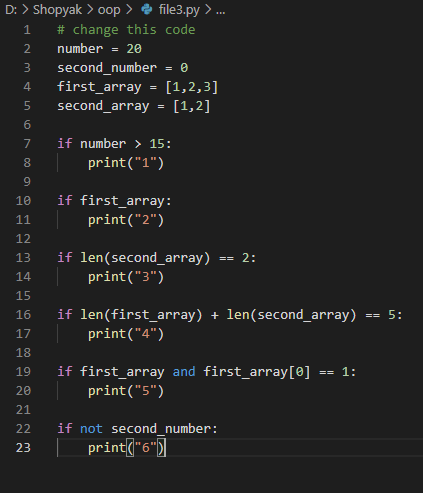 D: > Shopyak > oop > file3.py > ...
1 # change this code
2 number = 20
3 second_number = 0
4 first_array = [1,2,3]
5 second_array = [1,2]
6
7 if number > 15:
8     print("1")
9
10 if first_array:
11     print("2")
12
13 if len(second_array) == 2:
14     print("3")
15
16 if len(first_array) + len(second_array) == 5:
17     print("4")
18
19 if first_array and first_array[0] == 1:
20     print("5")
21
22 if not second_number:
23     print("6")